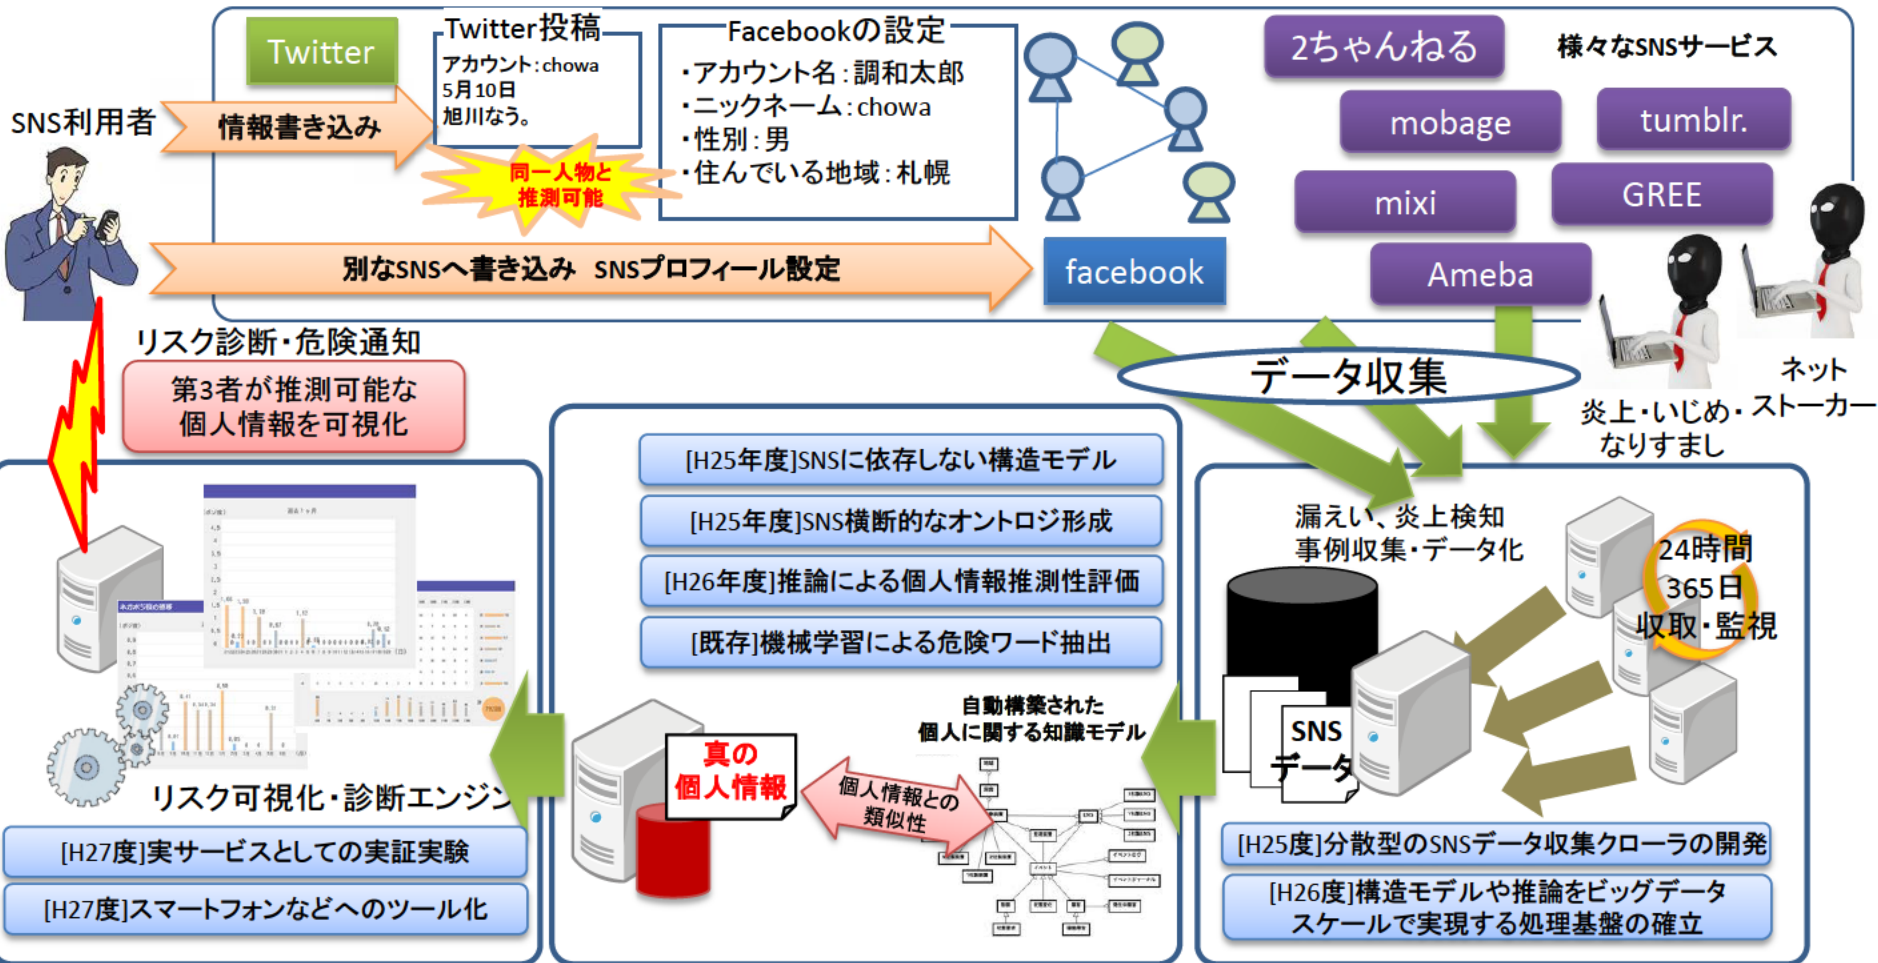 Twitter
Twitter投稿
アカウント:chowa
5月10日
旭川なう。
Facebookの設定
・アカウント名:調和太郎
・ニックネーム:chowa
・性別:男
・住んでいる地域:札幌
2ちゃんねる
様々なSNSサービス
mobage
tumblr.
mixi
GREE
Ameba
SNS利用者
情報書き込み
同一人物と
推測可能
別なSNSへ書き込み SNSプロフィール設定
facebook
リスク診断・危険通知
第3者が推測可能な
個人情報を可視化
データ収集
ネット
ストーカー
炎上・いじめ・
なりすまし
[H25年度]SNSに依存しない構造モデル
[H25年度]SNS横断的なオントロジ形成
[H26年度]推論による個人情報推測性評価
[既存]機械学習による危険ワード抽出
自動構築された
個人に関する知識モデル
真の
個人情報
個人情報との
類似性
漏えい、炎上検知
事例収集・データ化
24時間
365日
収取・監視
SNS
データ
[H25度]分散型のSNSデータ収集クローラの開発
[H26度]構造モデルや推論をビッグデータ
スケールで実現する処理基盤の確立
リスク可視化・診断エンジン
[H27度]実サービスとしての実証実験
[H27度]スマートフォンなどへのツール化